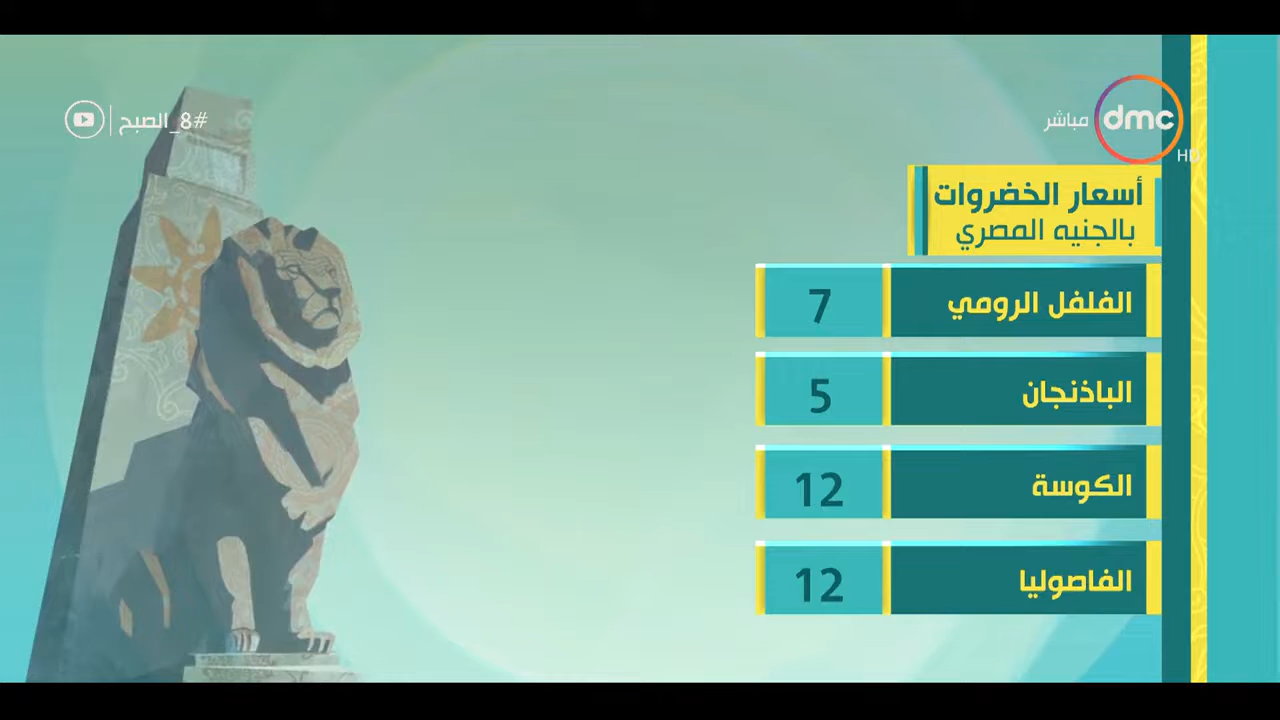 #8_الصبح
مباشر
dmc
HD
أسعار الخضروات
بالجنيه المصري
الفلفل الرومي 7
الباذنجان 5
الكوسة 12
الفاصوليا 12